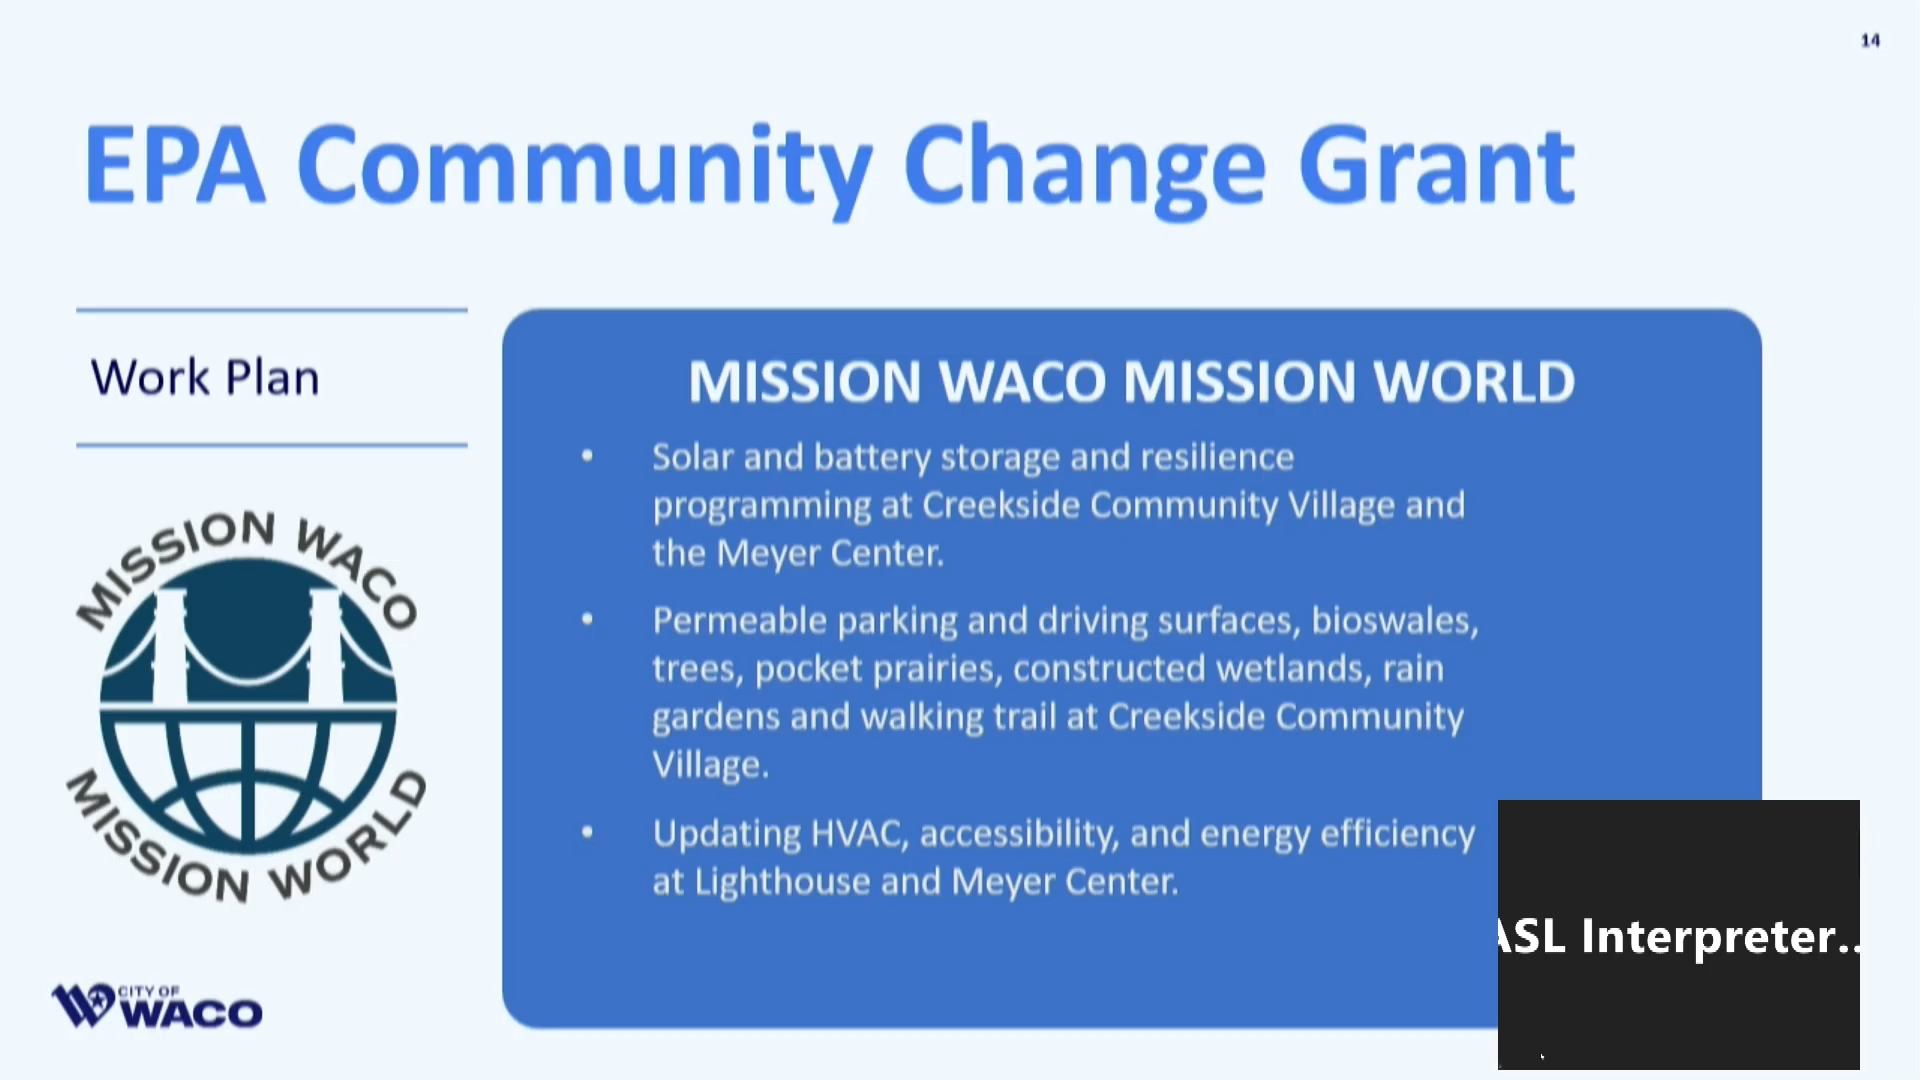 14
EPA Community Change Grant
Work Plan
MISSION WACO
MISSION WORLD
CITY OF
WACO
MISSION WACO MISSION WORLD
• Solar and battery storage and resilience
programming at Creekside Community Village and
the Meyer Center.
• Permeable parking and driving surfaces, bioswales,
trees, pocket prairies, constructed wetlands, rain
gardens and walking trail at Creekside Community
Village.
• Updating HVAC, accessibility, and energy efficiency
at Lighthouse and Meyer Center.
ASL Interpreter..